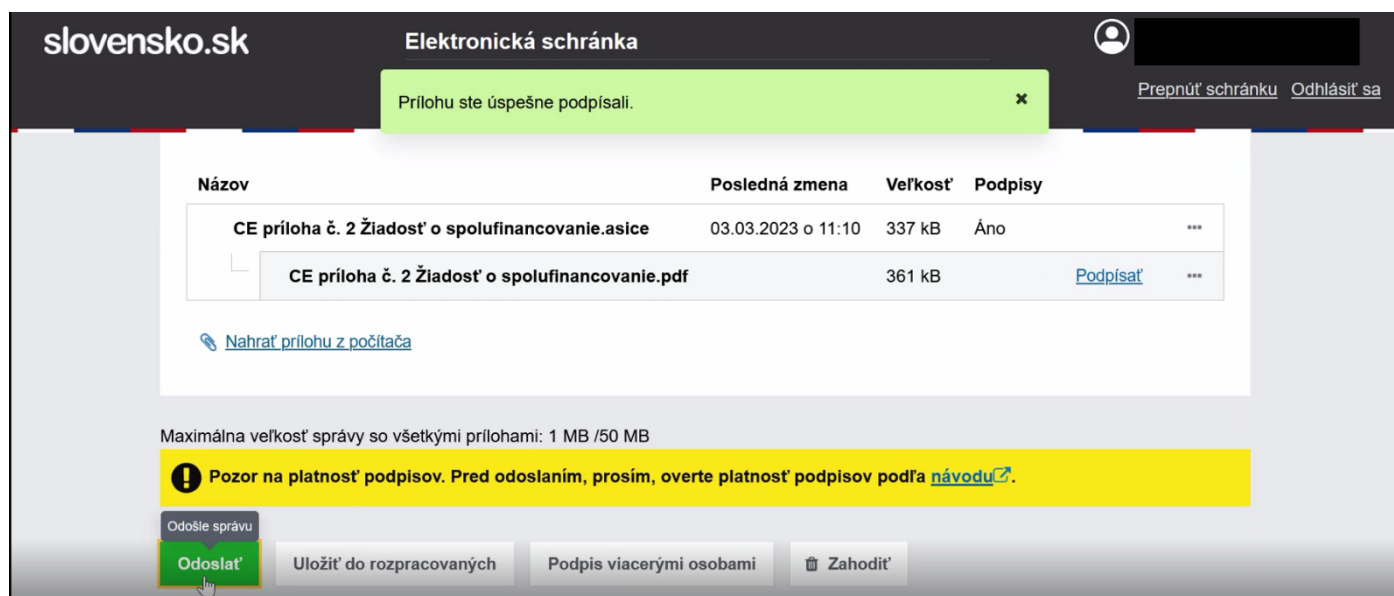 slovensko.sk
Elektronická schránka
Prílohu ste úspešne podpísali.
Prepnúť schránku Odhlásiť sa
Názov Posledná zmena Veľkosť Podpisy
CE príloha č. 2 Žiadosť o spolufinancovanie.asice 03.03.2023 o 11:10 337 kB Áno
CE príloha č. 2 Žiadosť o spolufinancovanie.pdf 361 kB Podpísať
Nahrať prílohu z počítača
Maximálna veľkosť správy so všetkými prílohami: 1 MB /50 MB
Pozor na platnosť podpisov. Pred odoslaním, prosím, overte platnosť podpisov podľa návodu.
Odošle správu
Odoslať Uložiť do rozpracovaných Podpis viacerými osobami Zahodiť